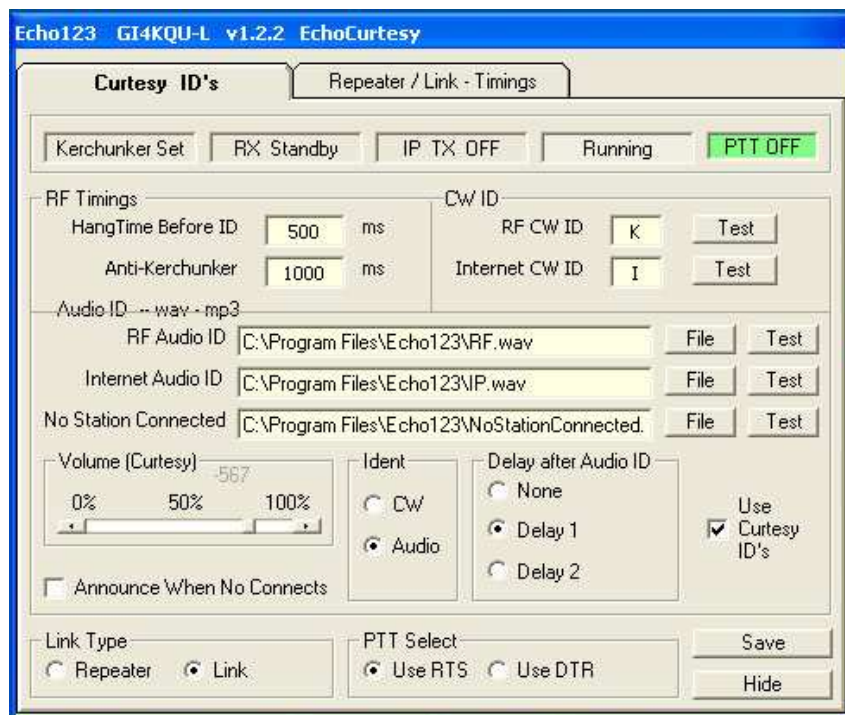 Echo123 GI4KQU-L v1.2.2 EchoCurtesy
Curtesy ID's
Repeater / Link - Timings
Kerchunker Set
RX Standby
IP TX OFF
Running
PTT OFF
RF Timings
CW ID
HangTime Before ID 500 ms
RF CW ID K Test
Anti-Kerchunker 1000 ms
Internet CW ID I Test
Audio ID -- wav - mp3
RF Audio ID C:\Program Files\Echo123\RF.wav File Test
Internet Audio ID C:\Program Files\Echo123\IP.wav File Test
No Station Connected C:\Program Files\Echo123\NoStationConnected. File Test
Volume (Curtesy)
-567
0% 50% 100%
Ident
CW
Audio
Delay after Audio ID
None
Delay 1
Delay 2
Use
Curtesy
ID's
Announce When No Connects
Link Type
Repeater Link
PTT Select
Use RTS Use DTR
Save
Hide